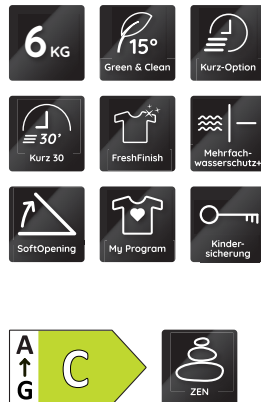 6 KG
15°
Green & Clean
Kurz-Option
30'
Kurz 30
FreshFinish
Mehrfach-
wasserschutz+
SoftOpening
My Program
Kinder-
sicherung
A
G
C
ZEN